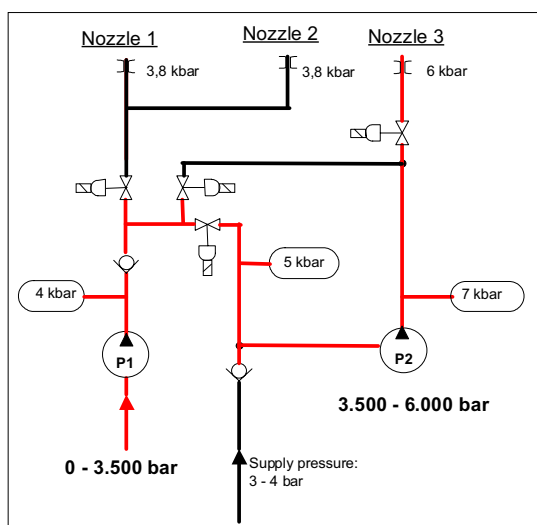 Nozzle 1
Nozzle 2
Nozzle 3
3,8 kbar
3,8 kbar
6 kbar
5 kbar
4 kbar
7 kbar
P1
P2
3.500 - 6.000 bar
0 - 3.500 bar
Supply pressure:
3 - 4 bar